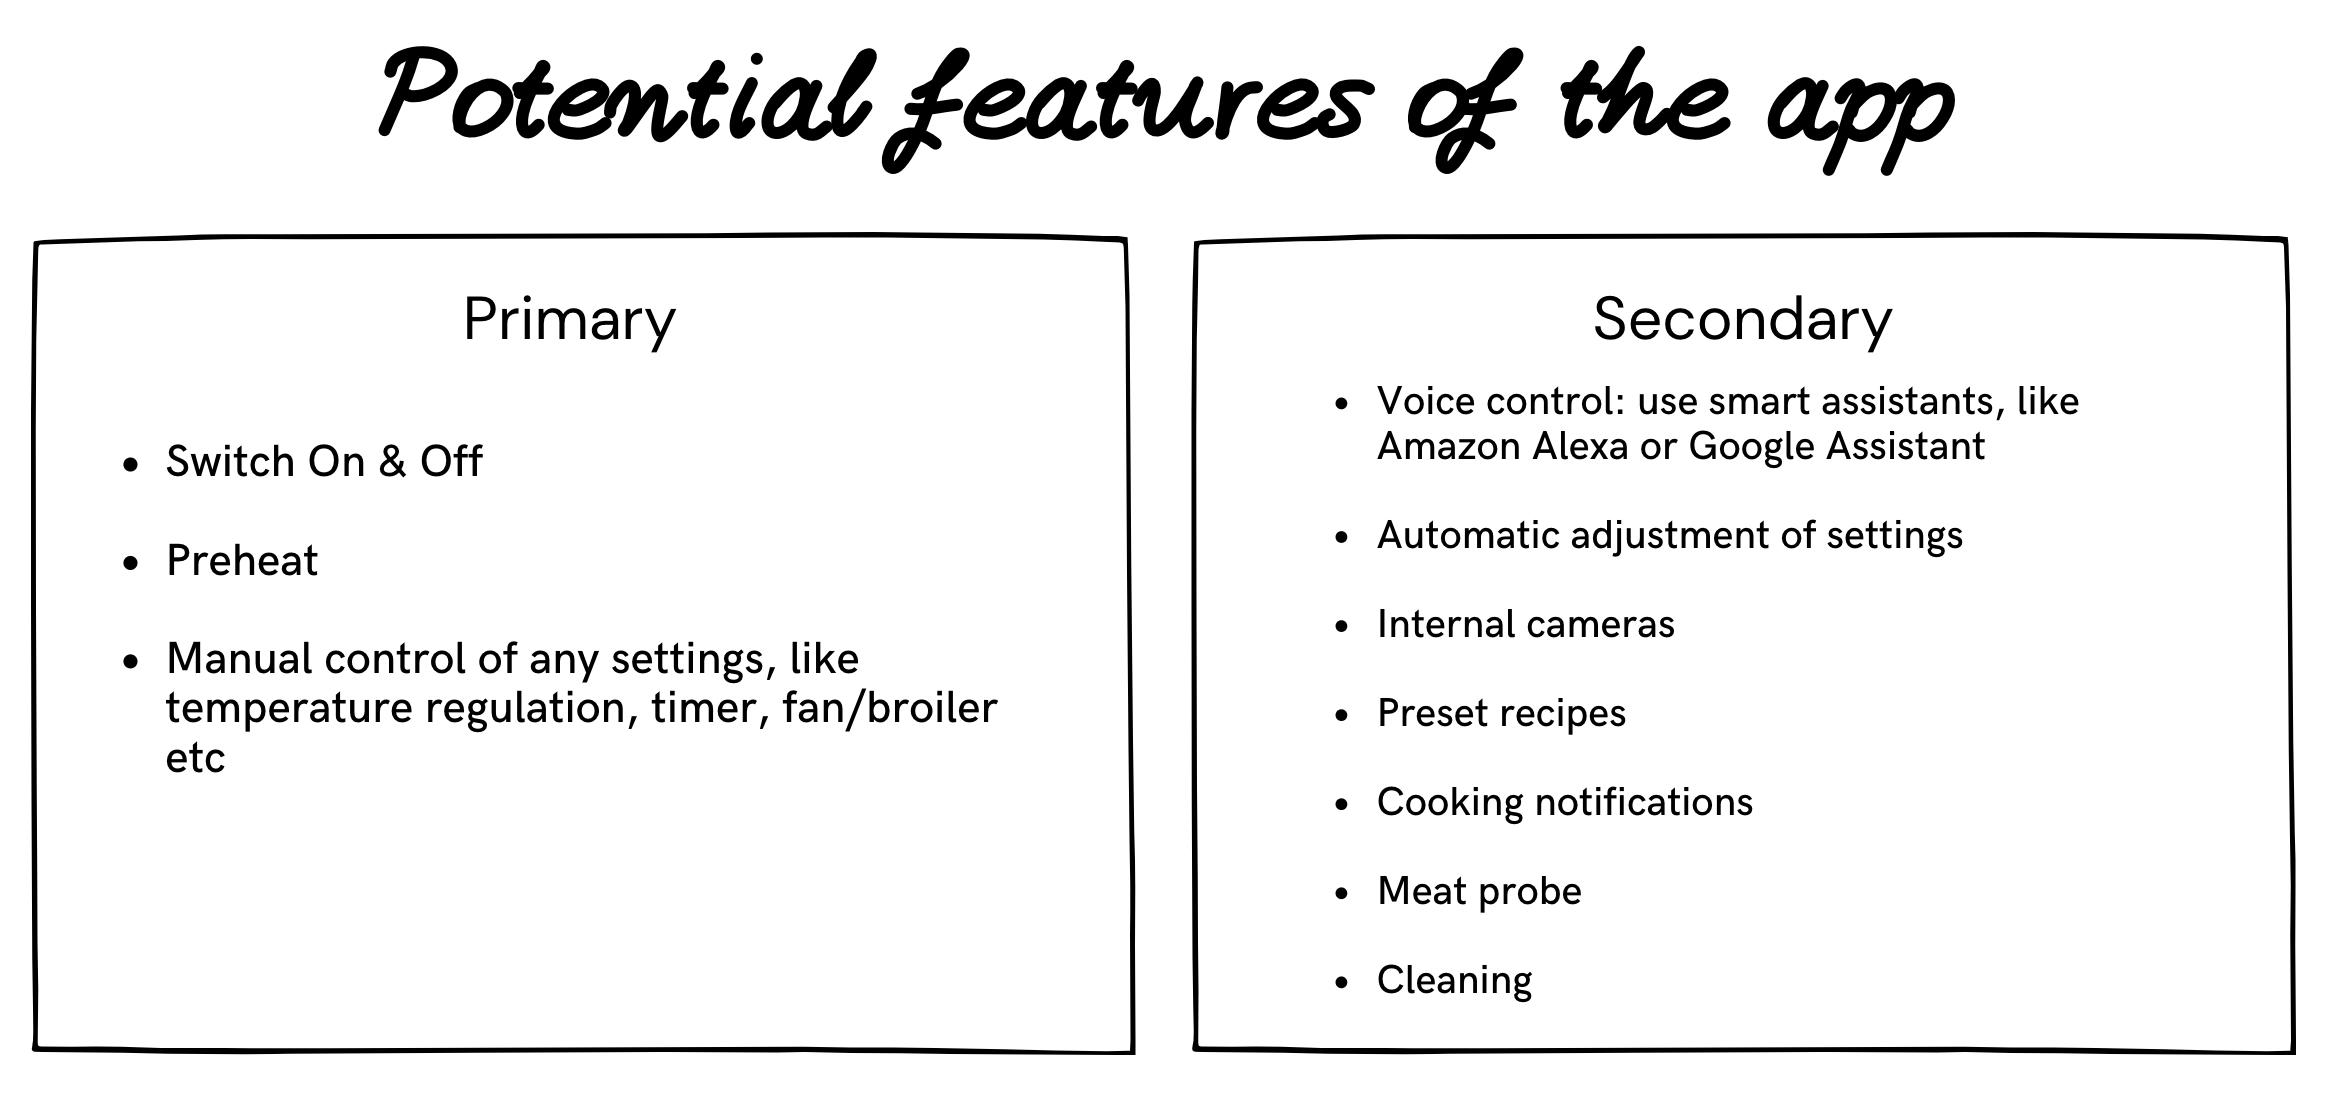 Potential features of the app
Primary
• Switch On & Off
• Preheat
• Manual control of any settings, like
temperature regulation, timer, fan/broiler
etc
Secondary
• Voice control: use smart assistants, like
Amazon Alexa or Google Assistant
• Automatic adjustment of settings
• Internal cameras
• Preset recipes
• Cooking notifications
• Meat probe
• Cleaning